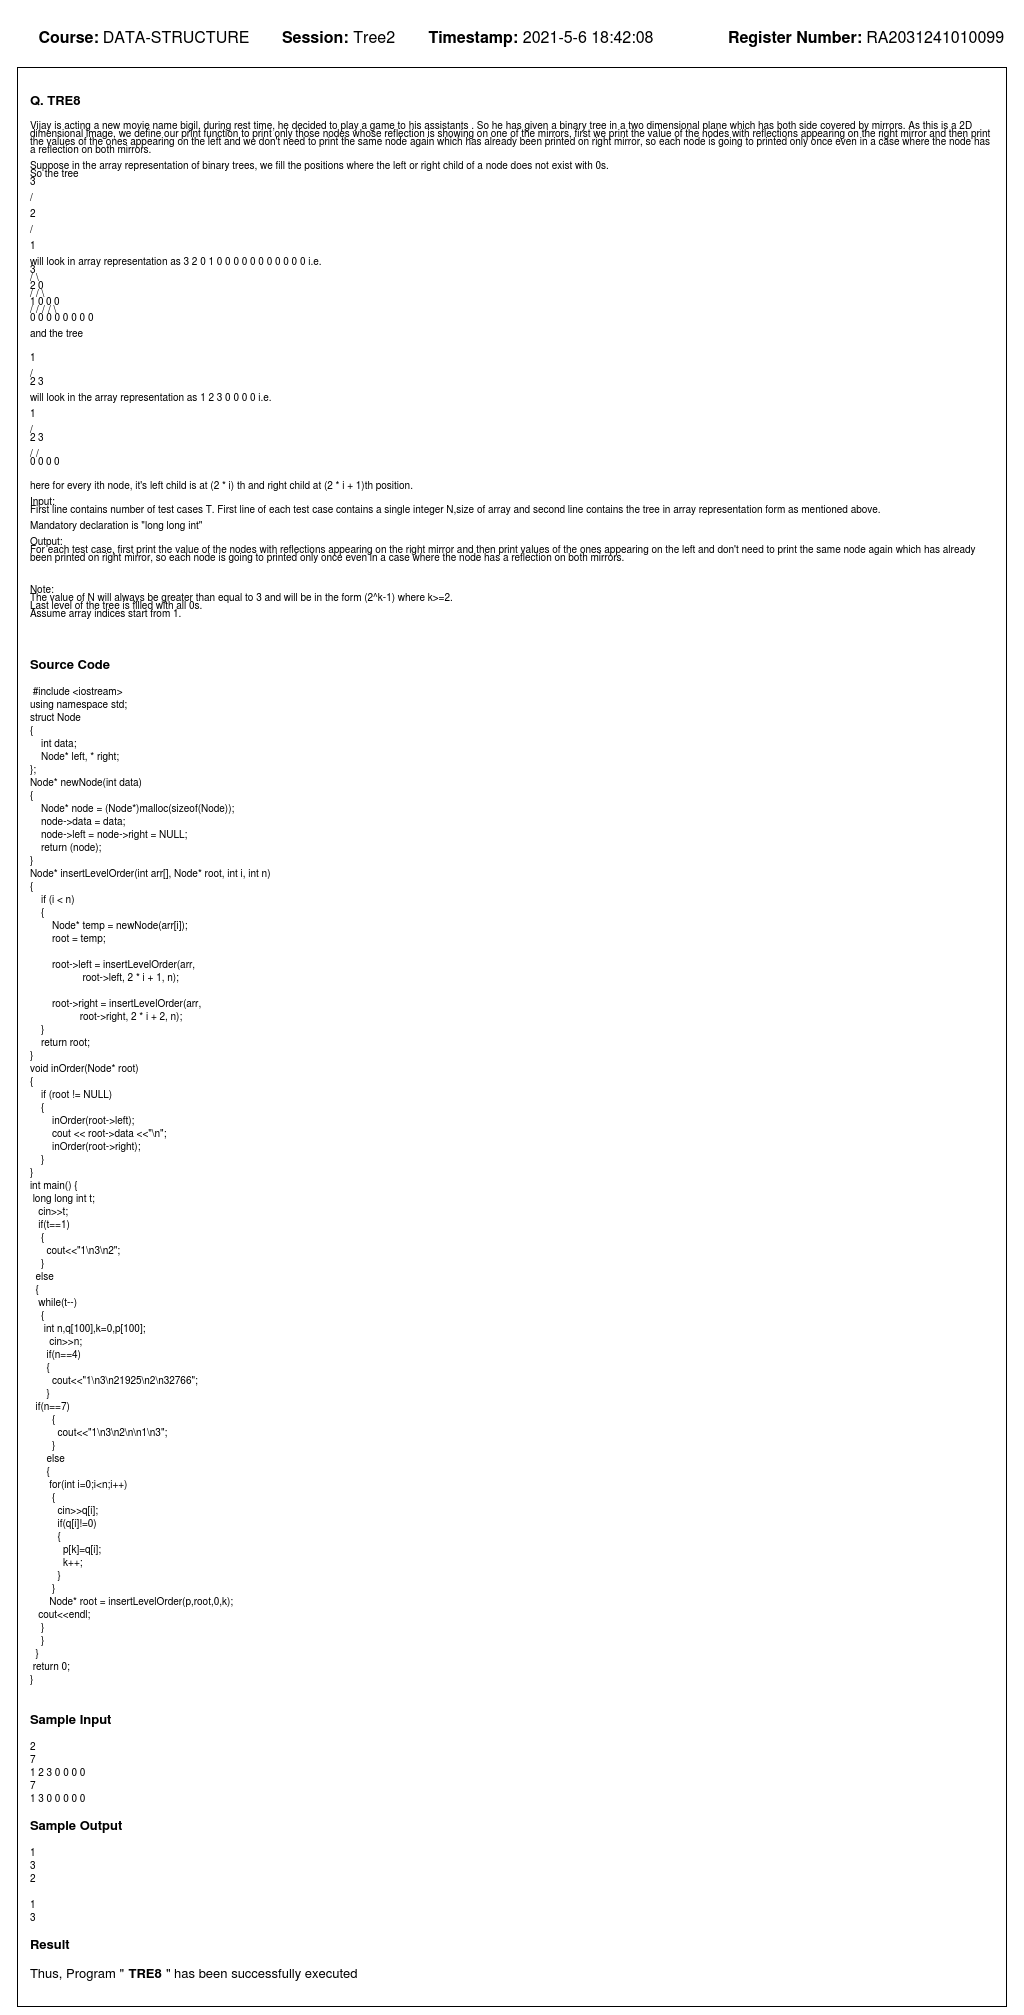 Course: DATA-STRUCTURE Session: Tree2 Timestamp: 2021-5-6 18:42:08 Register Number: RA2031241010099
Q. TRE8
Vijay is acting a new movie name bigil, during rest time, he decided to play a game to his assistants . So he has given a binary tree in a two dimensional plane which has both side covered by mirrors. As this is a 2D
dimensional image, we define our print function to print only those nodes whose reflection is showing on one of the mirrors, first we print the value of the nodes with reflections appearing on the right mirror and then print
the values of the ones appearing on the left and we don't need to print the same node again which has already been printed on right mirror, so each node is going to printed only once even in a case where the node has
a reflection on both mirrors.
Suppose in the array representation of binary trees, we fill the positions where the left or right child of a node does not exist with 0s.
So the tree
3
/
2
/
1
will look in array representation as 3 2 0 1 0 0 0 0 0 0 0 0 0 0 0 i.e.
3
/ \
2 0
/ / \
1 0 0 0
/ / / / \
0 0 0 0 0 0 0 0
and the tree
1
/
2 3
will look in the array representation as 1 2 3 0 0 0 0 i.e.
1
/
2 3
/ /
0 0 0 0
here for every ith node, it's left child is at (2 * i) th and right child at (2 * i + 1)th position.
Input:
First line contains number of test cases T. First line of each test case contains a single integer N,size of array and second line contains the tree in array representation form as mentioned above.
Mandatory declaration is "long long int"
Output:
For each test case, first print the value of the nodes with reflections appearing on the right mirror and then print values of the ones appearing on the left and don't need to print the same node again which has already
been printed on right mirror, so each node is going to printed only once even in a case where the node has a reflection on both mirrors.
Note:
The value of N will always be greater than equal to 3 and will be in the form (2^k-1) where k>=2.
Last level of the tree is filled with all 0s.
Assume array indices start from 1.
Source Code
#include <iostream>
using namespace std;
struct Node
{
int data;
Node* left, * right;
};
Node* newNode(int data)
{
Node* node = (Node*)malloc(sizeof(Node));
node->data = data;
node->left = node->right = NULL;
return (node);
}
Node* insertLevelOrder(int arr[], Node* root, int i, int n)
{
if (i < n)
{
Node* temp = newNode(arr[i]);
root = temp;
root->left = insertLevelOrder(arr,
root->left, 2 * i + 1, n);
root->right = insertLevelOrder(arr,
root->right, 2 * i + 2, n);
}
return root;
}
void inOrder(Node* root)
{
if (root != NULL)
{
inOrder(root->left);
cout << root->data <<"\n";
inOrder(root->right);
}
}
int main() {
long long int t;
cin>>t;
if(t==1)
{
cout<<"1\n3\n2";
}
else
{
while(t--)
{
int n,q[100],k=0,p[100];
cin>>n;
if(n==4)
{
cout<<"1\n3\n21925\n2\n32766";
}
if(n==7)
{
cout<<"1\n3\n2\n\n1\n3";
}
else
{
for(int i=0;i<n;i++)
{
cin>>q[i];
if(q[i]!=0)
{
p[k]=q[i];
k++;
}
}
Node* root = insertLevelOrder(p,root,0,k);
cout<<endl;
}
}
}
return 0;
}
Sample Input
2
7
1 2 3 0 0 0 0
7
1 3 0 0 0 0 0
Sample Output
1
3
2
1
3
Result
Thus, Program " TRE8 " has been successfully executed